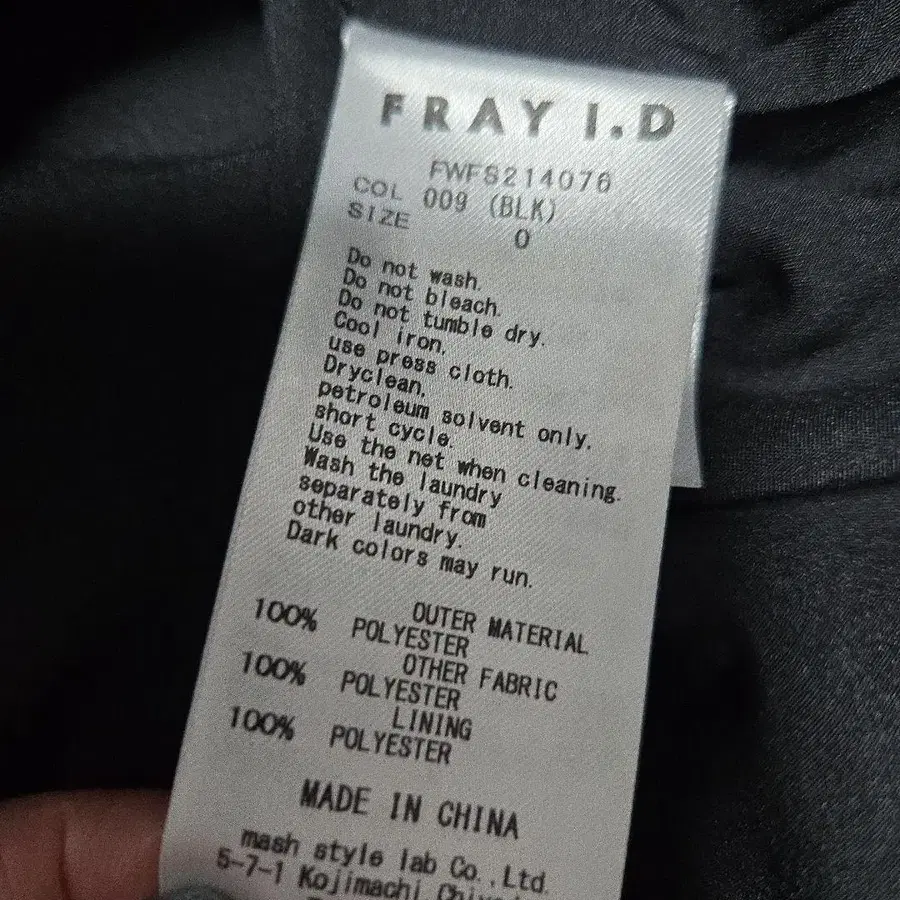 FRAY I.D
FWFS214076
COL 009 (BLK)
SIZE 0
Do not wash.
Do not bleach.
Do not tumble dry.
Cool iron,
use press cloth.
Dryclean,
petroleum solvent only,
short cycle.
Use the net when cleaning.
Wash the laundry
separately from
other laundry.
Dark colors may run.
OUTER MATERIAL
100% POLYESTER
OTHER FABRIC
100% POLYESTER
LINING
100% POLYESTER
MADE IN CHINA
mash style lab Co.,Ltd.
5-7-1 Kojimachi